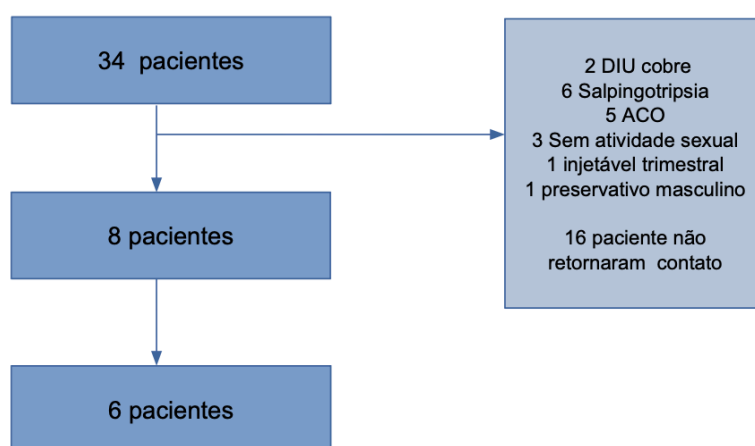 34 pacientes
2 DIU cobre
6 Salpingotripsia
5 ACO
3 Sem atividade sexual
1 injetável trimestral
1 preservativo masculino
16 paciente não
retornaram contato
8 pacientes
6 pacientes